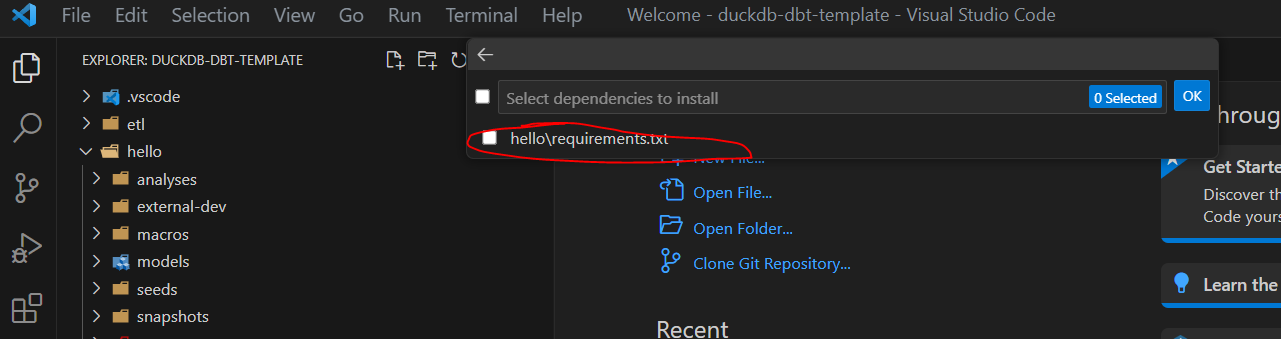 File Edit Selection View Go Run Terminal Help Welcome - duckdb-dbt-template - Visual Studio Code
EXPLORER: DUCKDB-DBT-TEMPLATE
.vscode
etl
hello
analyses
external-dev
macros
models
seeds
snapshots
Select dependencies to install 0 Selected OK
hello\requirements.txt
New File...
Open File...
Open Folder...
Clone Git Repository...
Recent
hroug
Get Starte
Discover th
Code yours
Learn the